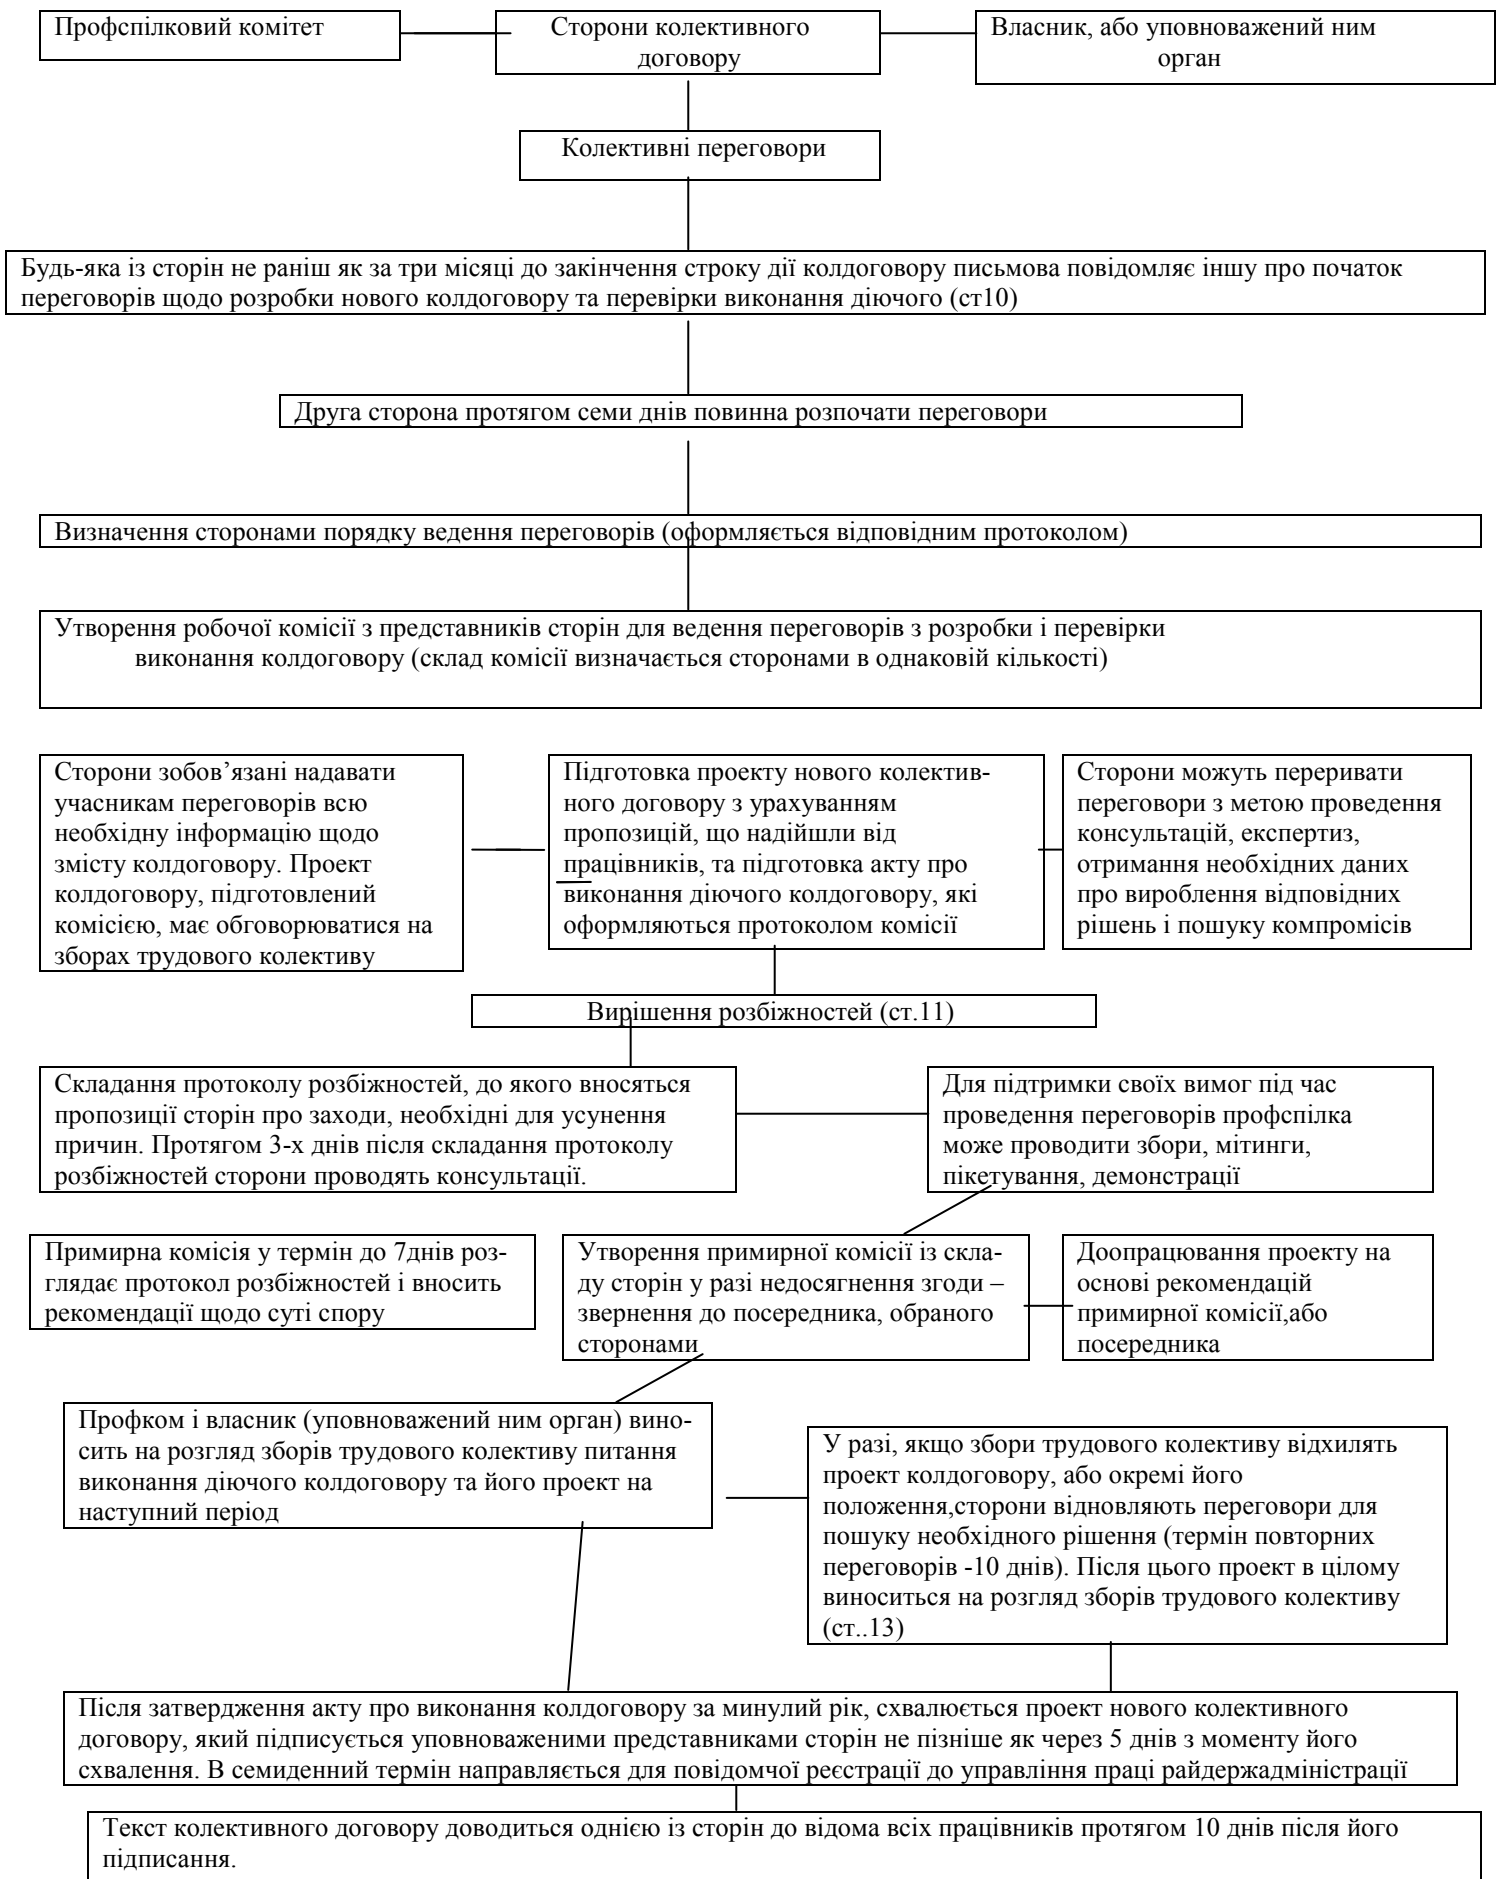 Профспілковий комітет
Сторони колективного
договору
Власник, або уповноважений ним
орган
Колективні переговори
Будь-яка із сторін не раніш як за три місяці до закінчення строку дії колдоговору письмова повідомляє іншу про початок
переговорів щодо розробки нового колдоговору та перевірки виконання діючого (ст10)
Друга сторона протягом семи днів повинна розпочати переговори
Визначення сторонами порядку ведення переговорів (оформляється відповідним протоколом)
Утворення робочої комісії з представників сторін для ведення переговорів з розробки і перевірки
виконання колдоговору (склад комісії визначається сторонами в однаковій кількості)
Сторони зобов’язані надавати
учасникам переговорів всю
необхідну інформацію щодо
змісту колдоговору. Проект
колдоговору, підготовлений
комісією, має обговорюватися на
зборах трудового колективу
Підготовка проекту нового колектив-
ного договору з урахуванням
пропозицій, що надійшли від
працівників, та підготовка акту про
виконання діючого колдоговору, які
оформляються протоколом комісії
Сторони можуть переривати
переговори з метою проведення
консультацій, експертиз,
отримання необхідних даних
про вироблення відповідних
рішень і пошуку компромісів
Вирішення розбіжностей (ст.11)
Складання протоколу розбіжностей, до якого вносяться
пропозиції сторін про заходи, необхідні для усунення
причин. Протягом 3-х днів після складання протоколу
розбіжностей сторони проводять консультації.
Для підтримки своїх вимог під час
проведення переговорів профспілка
може проводити збори, мітинги,
пікетування, демонстрації
Примирна комісія у термін до 7днів роз-
глядає протокол розбіжностей і вносить
рекомендації щодо суті спору
Утворення примирної комісії із скла-
ду сторін у разі недосягнення згоди –
звернення до посередника, обраного
сторонами
Доопрацювання проекту на
основі рекомендацій
примирної комісії,або
посередника
Профком і власник (уповноважений ним орган) вино-
сить на розгляд зборів трудового колективу питання
виконання діючого колдоговору та його проект на
наступний період
У разі, якщо збори трудового колективу відхилять
проект колдоговору, або окремі його
положення,сторони відновляють переговори для
пошуку необхідного рішення (термін повторних
переговорів -10 днів). Після цього проект в цілому
виноситься на розгляд зборів трудового колективу
(ст..13)
Після затвердження акту про виконання колдоговору за минулий рік, схвалюється проект нового колективного
договору, який підписується уповноваженими представниками сторін не пізніше як через 5 днів з моменту його
схвалення. В семиденний термін направляється для повідомчої реєстрації до управління праці райдержадміністрації
Текст колективного договору доводиться однією із сторін до відома всіх працівників протягом 10 днів після його
підписання.